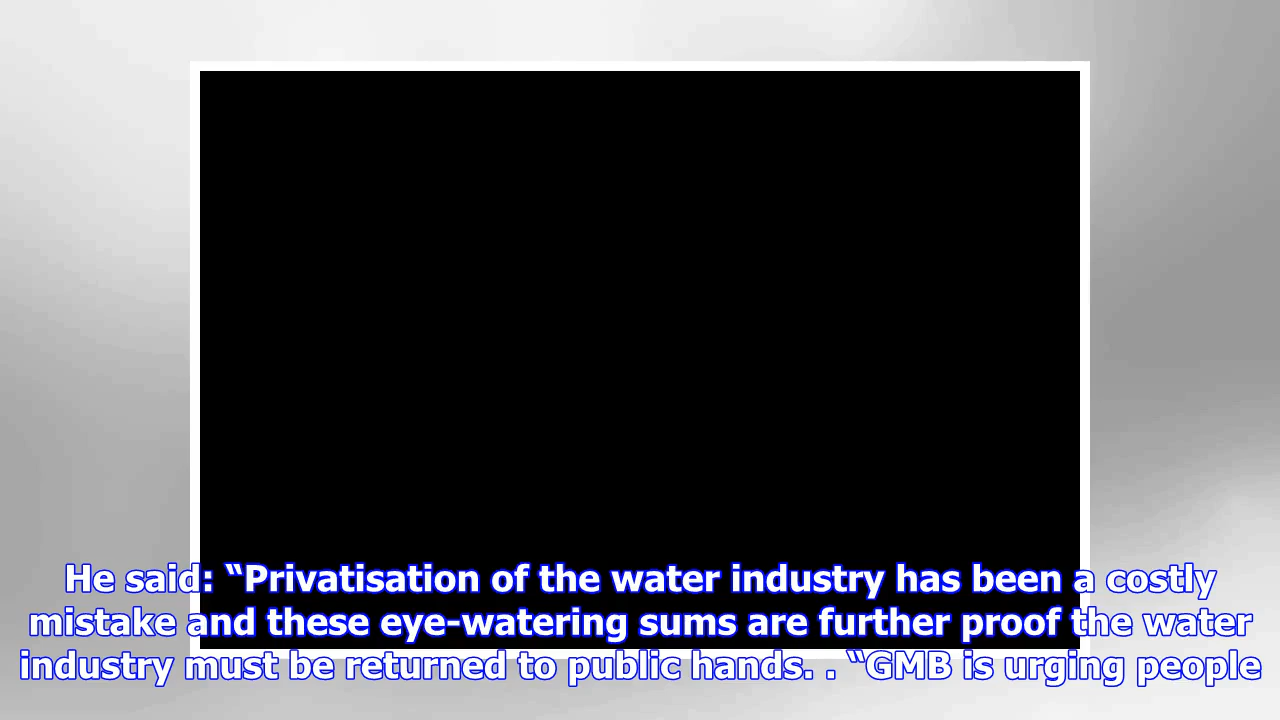 He said: “Privatisation of the water industry has been a costly
mistake and these eye-watering sums are further proof the water
industry must be returned to public hands. . “GMB is urging people